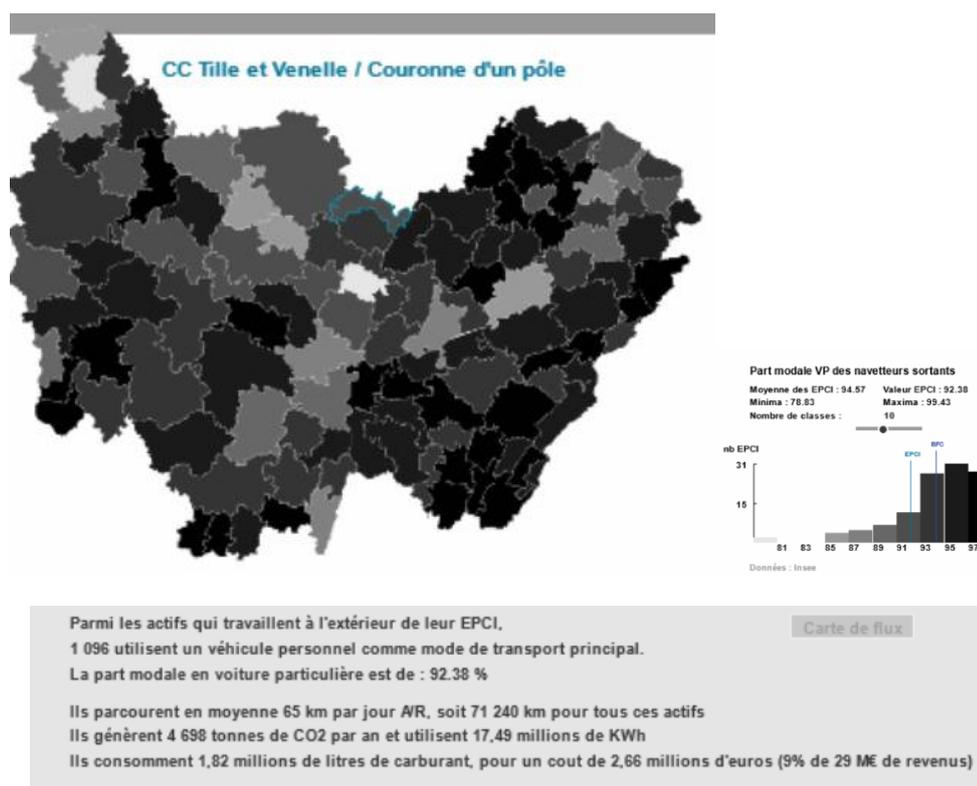 CC Tille et Venelle / Couronne d'un pôle
Part modale VP des navetteurs sortants
Moyenne des EPCI : 94.57 Valeur EPCI : 92.38
Minima : 78.83 Maxima : 99.43
Nombre de classes : 10
nb EPCI
EPCI BFC
31
15
81 83 85 87 89 91 93 95 97
Données : Insee
Parmi les actifs qui travaillent à l'extérieur de leur EPCI,
Carte de flux
1 096 utilisent un véhicule personnel comme mode de transport principal.
La part modale en voiture particulière est de : 92.38 %
Ils parcourent en moyenne 65 km par jour A/R, soit 71 240 km pour tous ces actifs
Ils génèrent 4 698 tonnes de CO2 par an et utilisent 17,49 millions de KWh
Ils consomment 1,82 millions de litres de carburant, pour un cout de 2,66 millions d'euros (9% de 29 M€ de revenus)